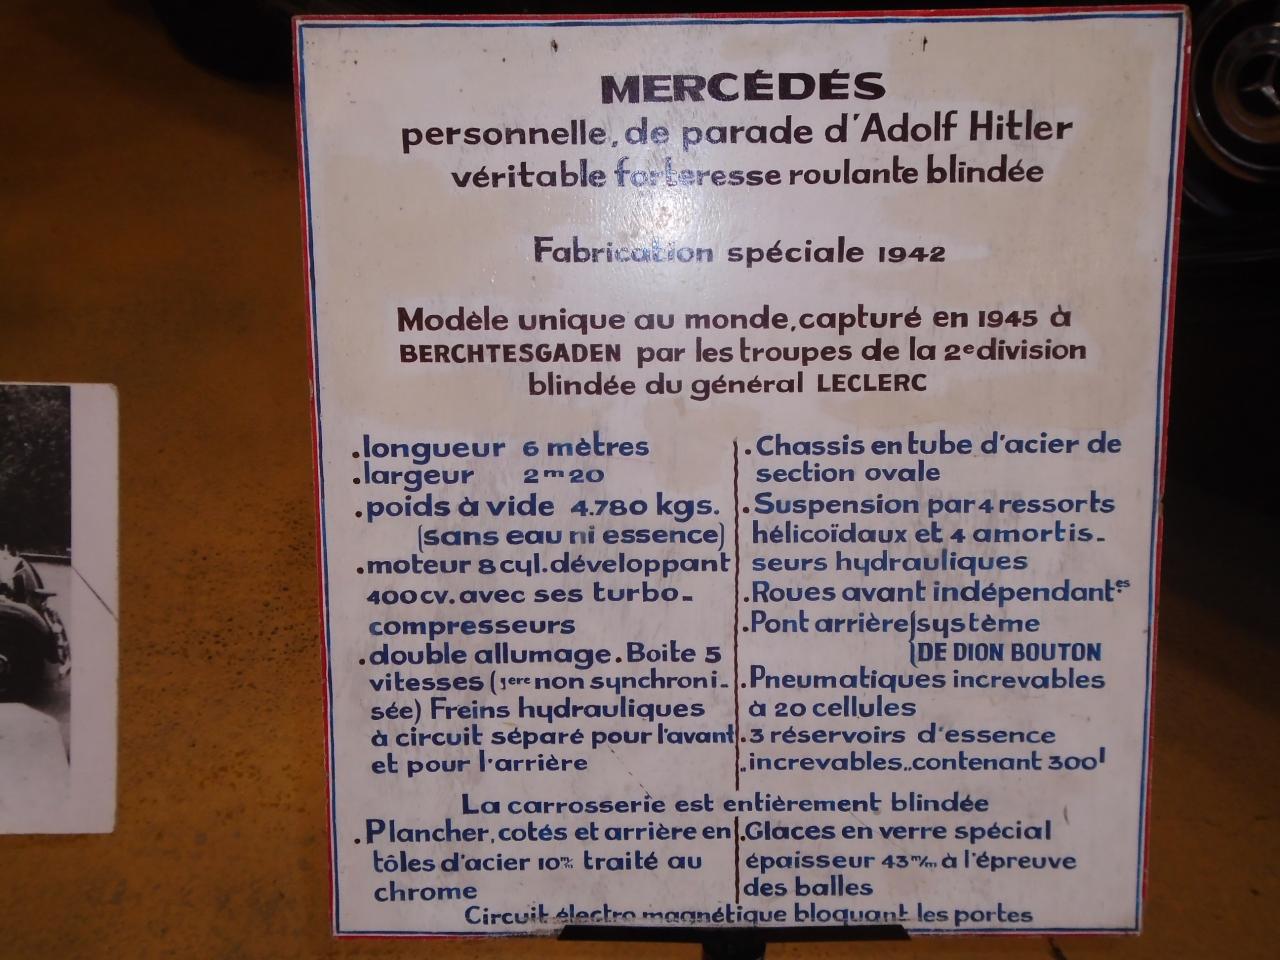 MERCÉDÉS
personnelle, de parade d'Adolf Hitler
véritable forteresse roulante blindée
Fabrication spéciale 1942
Modèle unique au monde, capturé en 1945 à
BERCHTESGADEN par les troupes de la 2e division
blindée du général LECLERC
. longueur 6 mètres
. largeur 2m20
. poids à vide 4.780 kgs.
(sans eau ni essence)
. moteur 8 cyl. développant
400 cv. avec ses turbo-
compresseurs
. double allumage. Boite 5
vitesses (1ere non synchroni-
sée) Freins hydrauliques
à circuit séparé pour l'avant
et pour l'arrière
. Chassis en tube d'acier de
section ovale
. Suspension par 4 ressorts
hélicoïdaux et 4 amortis-
seurs hydrauliques
. Roues avant indépendantes
. Pont arrière système
DE DION BOUTON
. Pneumatiques increvables
à 20 cellules
. 3 réservoirs d'essence
"increvables" contenant 300l
La carrosserie est entièrement blindée
. Plancher, cotés et arrière en
tôles d'acier 10m/m traité au
chrome
. Glaces en verre spécial
épaisseur 43 m/m à l'épreuve
des balles
Circuit électro magnétique bloquant les portes